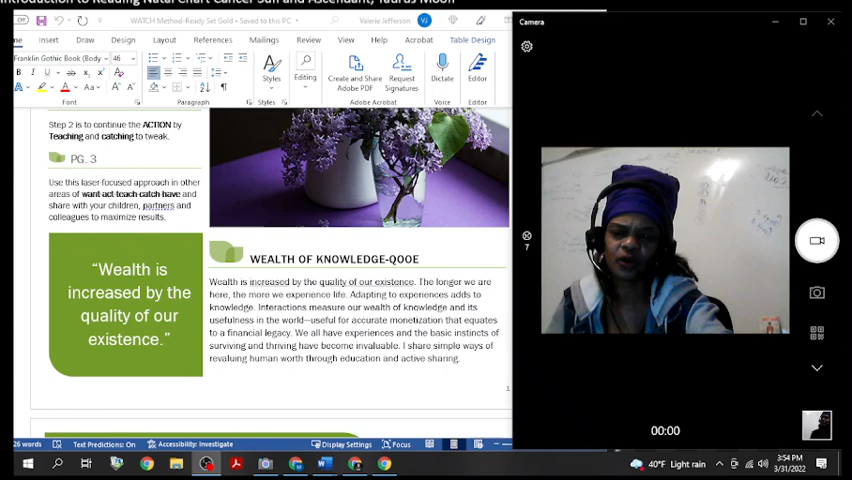 Introduction to Reading Natal Chart Cancer Sun and Ascendant, Taurus Moon
Off
WATCH Method-Ready Set Gold • Saved to this PC
Valerie Jefferson
VJ
Camera
me Insert Layout References Mailings Review View Help Acrobat Table Design
Franklin Gothic Book (Body
46
Styles
Editing
Create and Share
Adobe PDF
Request
Signatures
Dictate
Editor
Font
Paragraph
Styles
Adobe Acrobat
Voice
Editor
Step 2 is to continue the ACTION by
Teaching and catching to tweak.
PG. 3
Use this laser-focused approach in other
areas of want act teach catch have and
share with your children, partners and
colleagues to maximize results.
“Wealth is
increased by the
quality of our
existence.”
WEALTH OF KNOWLEDGE-QOOE
Wealth is increased by the quality of our existence. The longer we are
here, the more we experience life. Adapting to experiences adds to
knowledge. Interactions measure our wealth of knowledge and its
usefulness in the world—useful for accurate monetization that equates
to a financial legacy. We all have experiences and the basic instincts of
surviving and thriving have become invaluable. I share simple ways of
revaluing human worth through education and active sharing.
1
7
00:00
26 words
Text Predictions: On
Accessibility: Investigate
Display Settings
Focus
40°F Light rain
3:54 PM
3/31/2022